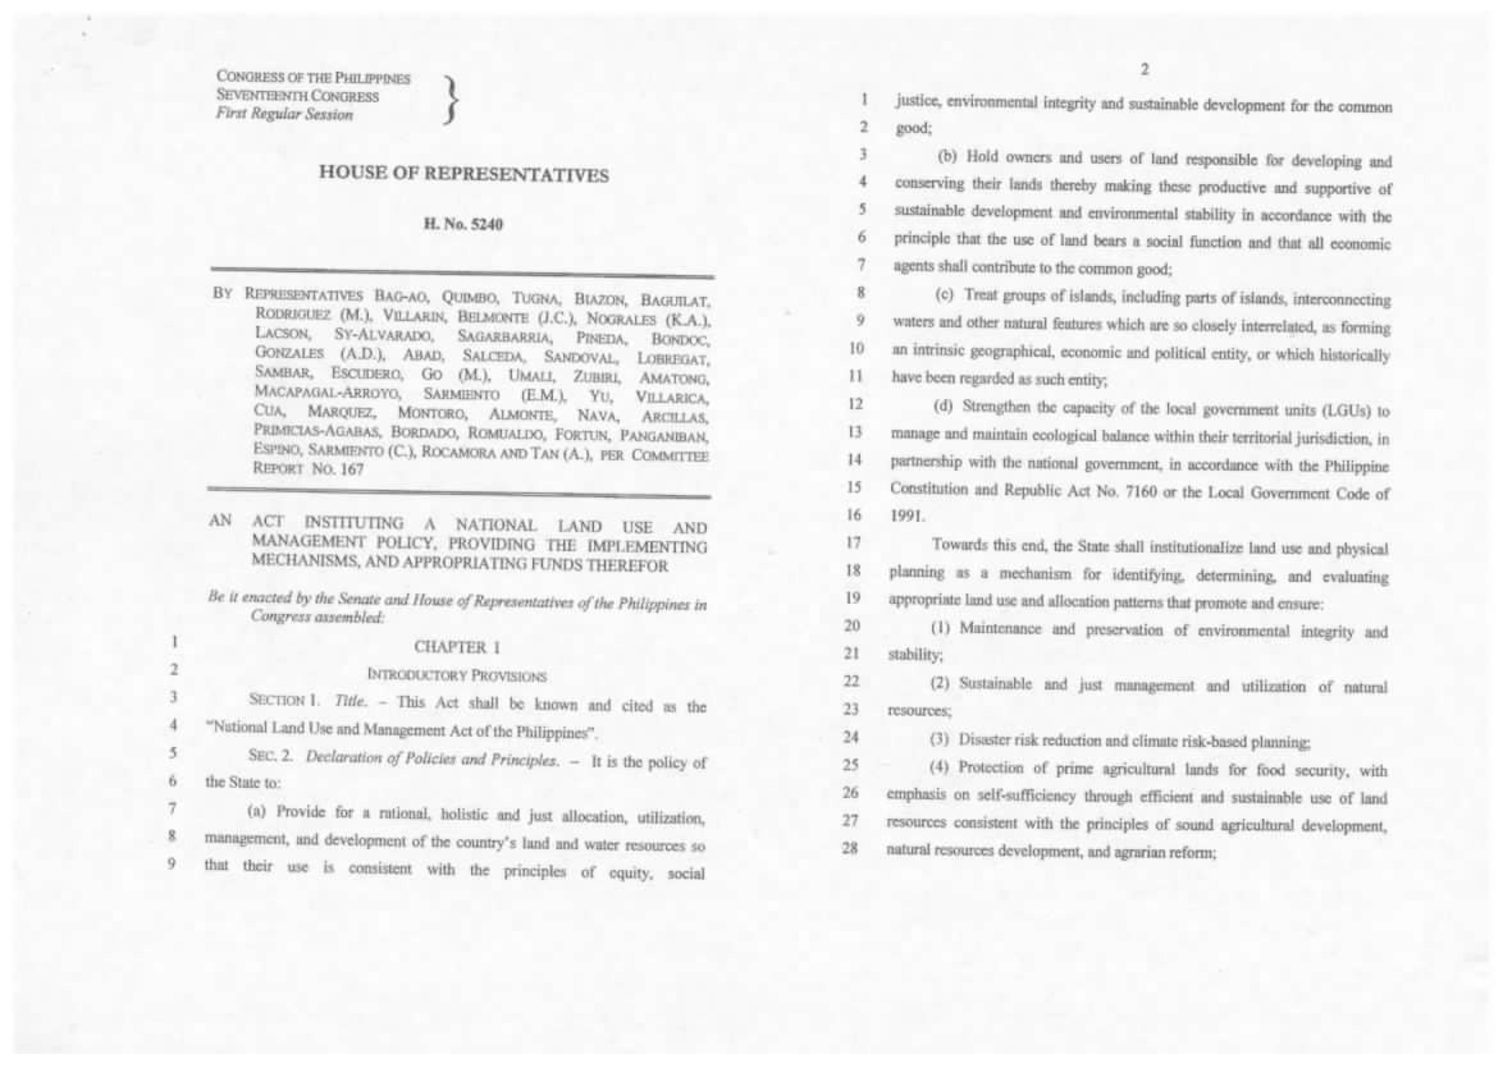 CONGRESS OF THE PHILIPPINES
SEVENTEENTH CONGRESS
First Regular Session
}
HOUSE OF REPRESENTATIVES
H. No. 5240
BY REPRESENTATIVES BAG-AO, QUIMBO, TUGNA, BIAZON, BAGUILAT,
RODRIGUEZ (M.), VILLARIN, BELMONTE (J.C.), NOGRALES (K.A.),
LACSON, SY-ALVARADO, SAGARBARRIA, PINEDA, BONDOC,
GONZALES (A.D.), ABAD, SALCEDA, SANDOVAL, LOBREGAT,
SAMBAR, ESCUDERO, GO (M.), UMALI, ZUBIRI, AMATONG,
MACAPAGAL-ARROYO, SARMIENTO (E.M.), YU, VILLARICA,
CUA, MARQUEZ, MONTORO, ALMONTE, NAVA, ARCILLAS,
PRIMICIAS-AGABAS, BORDADO, ROMUALDO, FORTUN, PANGANIBAN,
ESPINO, SARMIENTO (C.), ROCAMORA AND TAN (A.), PER COMMITTEE
REPORT NO. 167
AN ACT INSTITUTING A NATIONAL LAND USE AND
MANAGEMENT POLICY, PROVIDING THE IMPLEMENTING
MECHANISMS, AND APPROPRIATING FUNDS THEREFOR
Be it enacted by the Senate and House of Representatives of the Philippines in
Congress assembled:
1 CHAPTER 1
2 INTRODUCTORY PROVISIONS
3 SECTION 1. Title. – This Act shall be known and cited as the
4 "National Land Use and Management Act of the Philippines".
5 SEC. 2. Declaration of Policies and Principles. – It is the policy of
6 the State to:
7 (a) Provide for a rational, holistic and just allocation, utilization,
8 management, and development of the country's land and water resources so
9 that their use is consistent with the principles of equity, social
2
1 justice, environmental integrity and sustainable development for the common
2 good;
3 (b) Hold owners and users of land responsible for developing and
4 conserving their lands thereby making these productive and supportive of
5 sustainable development and environmental stability in accordance with the
6 principle that the use of land bears a social function and that all economic
7 agents shall contribute to the common good;
8 (c) Treat groups of islands, including parts of islands, interconnecting
9 waters and other natural features which are so closely interrelated, as forming
10 an intrinsic geographical, economic and political entity, or which historically
11 have been regarded as such entity;
12 (d) Strengthen the capacity of the local government units (LGUs) to
13 manage and maintain ecological balance within their territorial jurisdiction, in
14 partnership with the national government, in accordance with the Philippine
15 Constitution and Republic Act No. 7160 or the Local Government Code of
16 1991.
17 Towards this end, the State shall institutionalize land use and physical
18 planning as a mechanism for identifying, determining, and evaluating
19 appropriate land use and allocation patterns that promote and ensure:
20 (1) Maintenance and preservation of environmental integrity and
21 stability;
22 (2) Sustainable and just management and utilization of natural
23 resources;
24 (3) Disaster risk reduction and climate risk-based planning;
25 (4) Protection of prime agricultural lands for food security, with
26 emphasis on self-sufficiency through efficient and sustainable use of land
27 resources consistent with the principles of sound agricultural development,
28 natural resources development, and agrarian reform;